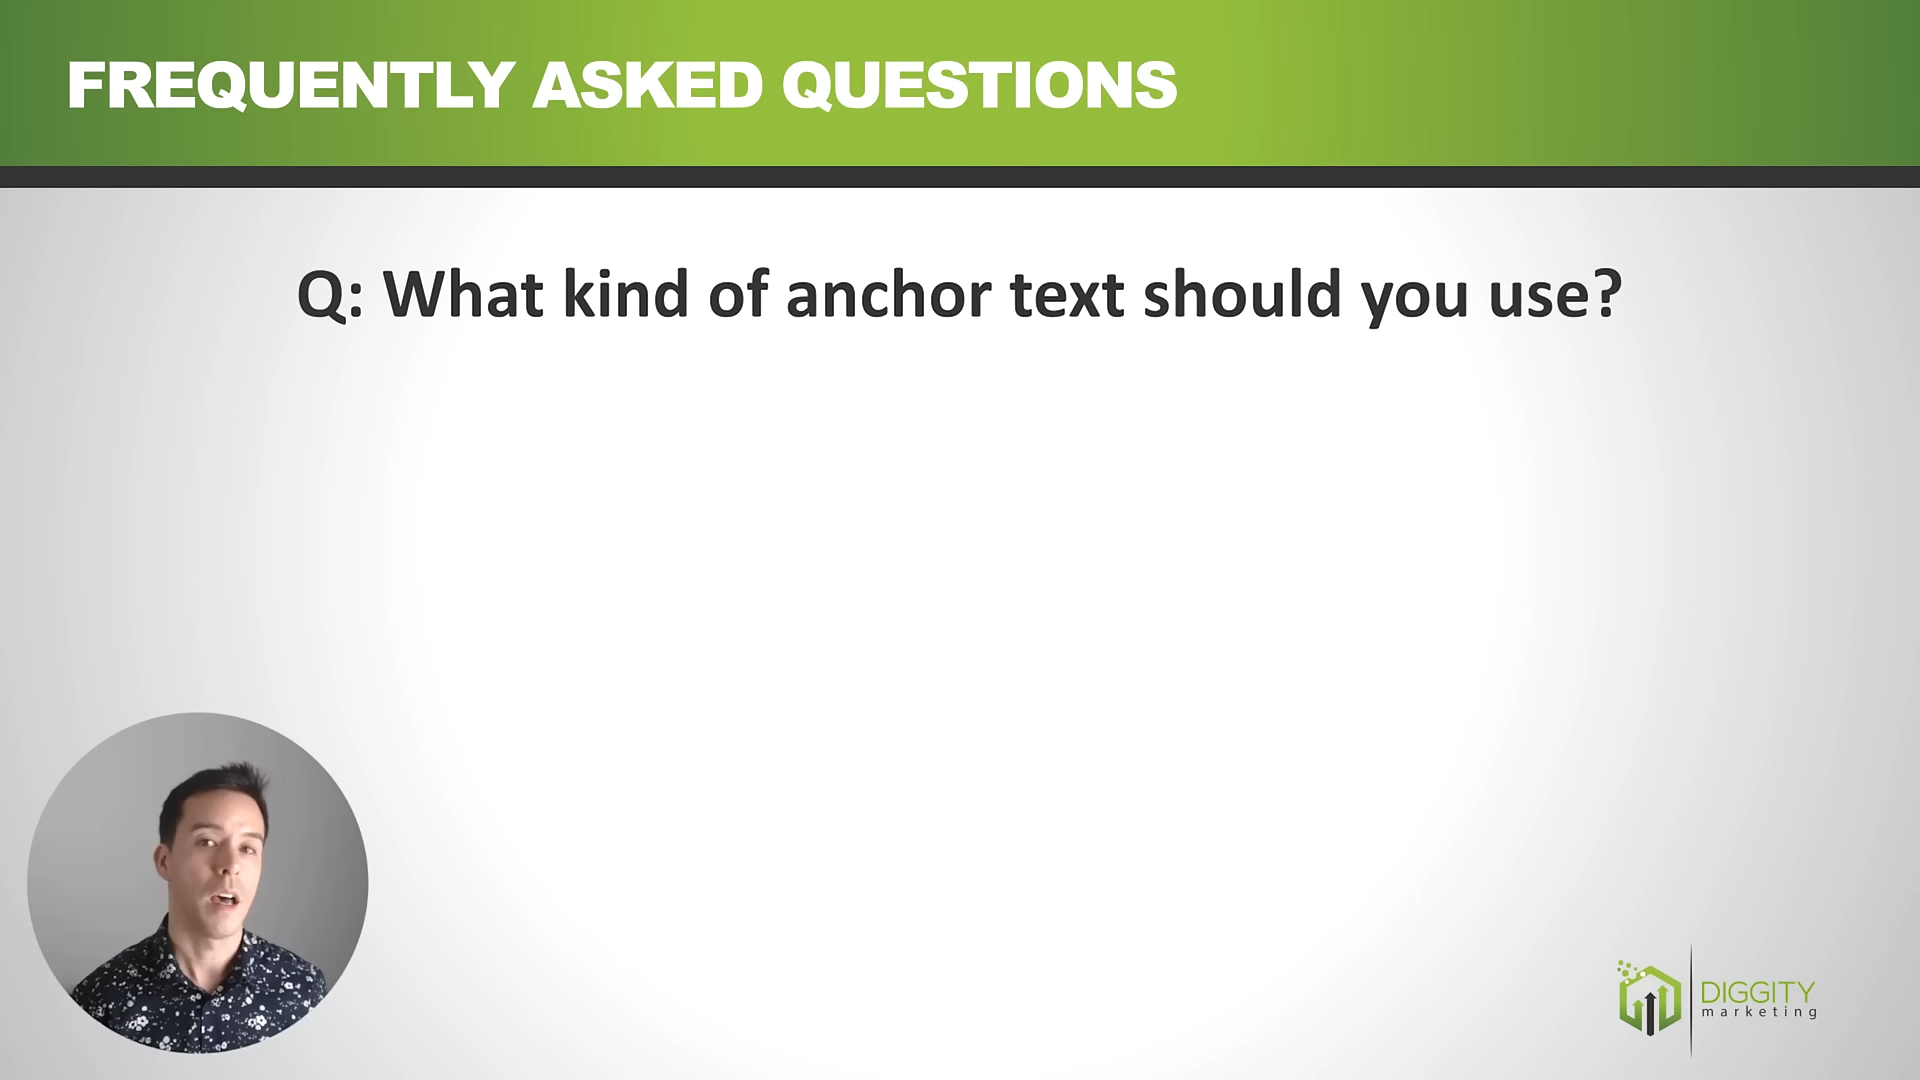 FREQUENTLY ASKED QUESTIONS
Q: What kind of anchor text should you use?
DIGGITY
marketing